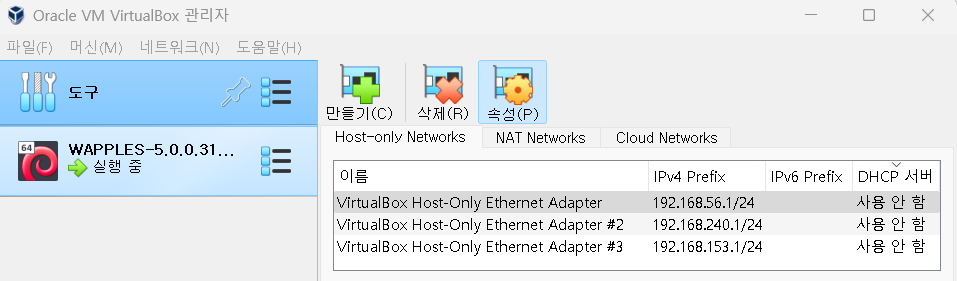 Oracle VM VirtualBox 관리자
파일(F) 머신(M) 네트워크(N) 도움말(H)
도구
64
WAPPLES-5.0.0.31...
실행 중
만들기(C) 삭제(R) 속성(P)
Host-only Networks NAT Networks Cloud Networks
이름 IPv4 Prefix IPv6 Prefix DHCP 서버
VirtualBox Host-Only Ethernet Adapter 192.168.56.1/24 사용 안 함
VirtualBox Host-Only Ethernet Adapter #2 192.168.240.1/24 사용 안 함
VirtualBox Host-Only Ethernet Adapter #3 192.168.153.1/24 사용 안 함